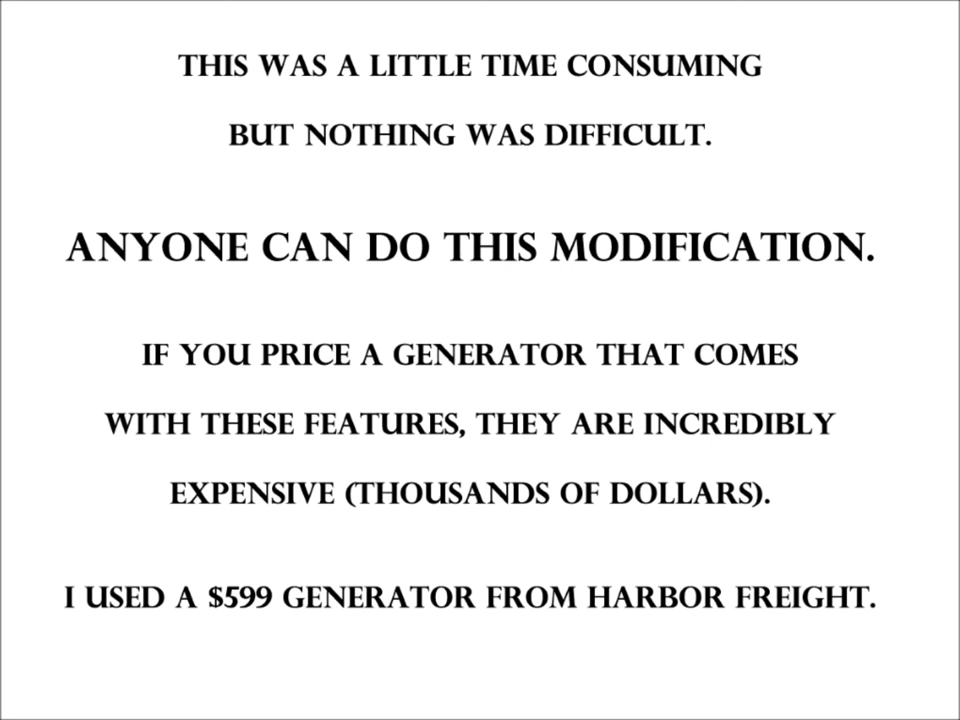 THIS WAS A LITTLE TIME CONSUMING
BUT NOTHING WAS DIFFICULT.
ANYONE CAN DO THIS MODIFICATION.
IF YOU PRICE A GENERATOR THAT COMES
WITH THESE FEATURES, THEY ARE INCREDIBLY
EXPENSIVE (THOUSANDS OF DOLLARS).
I USED A $599 GENERATOR FROM HARBOR FREIGHT.